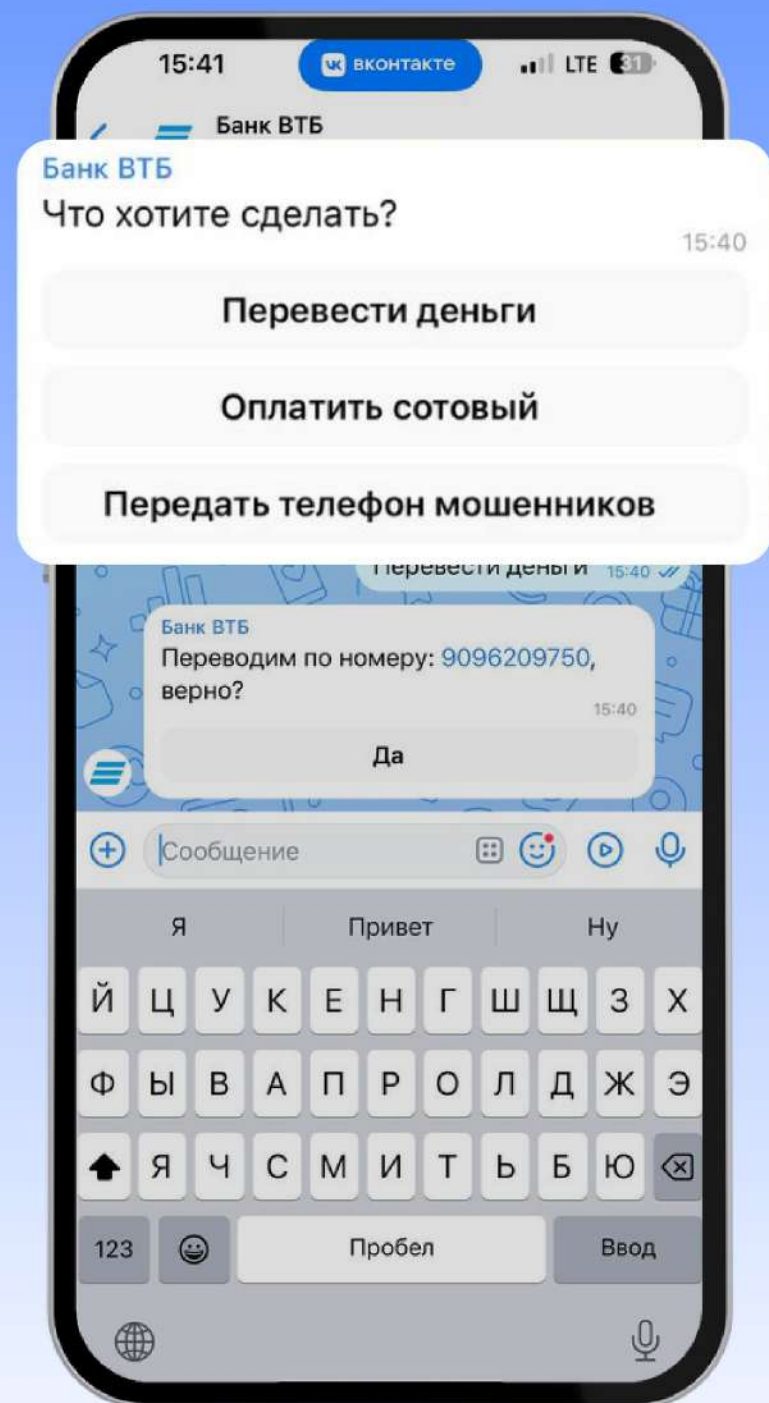 15:41
вконтакте
LTE 31
Банк ВТБ
Банк ВТБ
Что хотите сделать?
15:40
Перевести деньги
Оплатить сотовый
Передать телефон мошенников
Перевести деньги 15:40
Банк ВТБ
Переводим по номеру: 9096209750,
верно?
15:40
Да
Сообщение
Я Привет Ну
Й Ц У К Е Н Г Ш Щ З Х
Ф Ы В А П Р О Л Д Ж Э
Я Ч С М И Т Ь Б Ю
123 Пробел Ввод